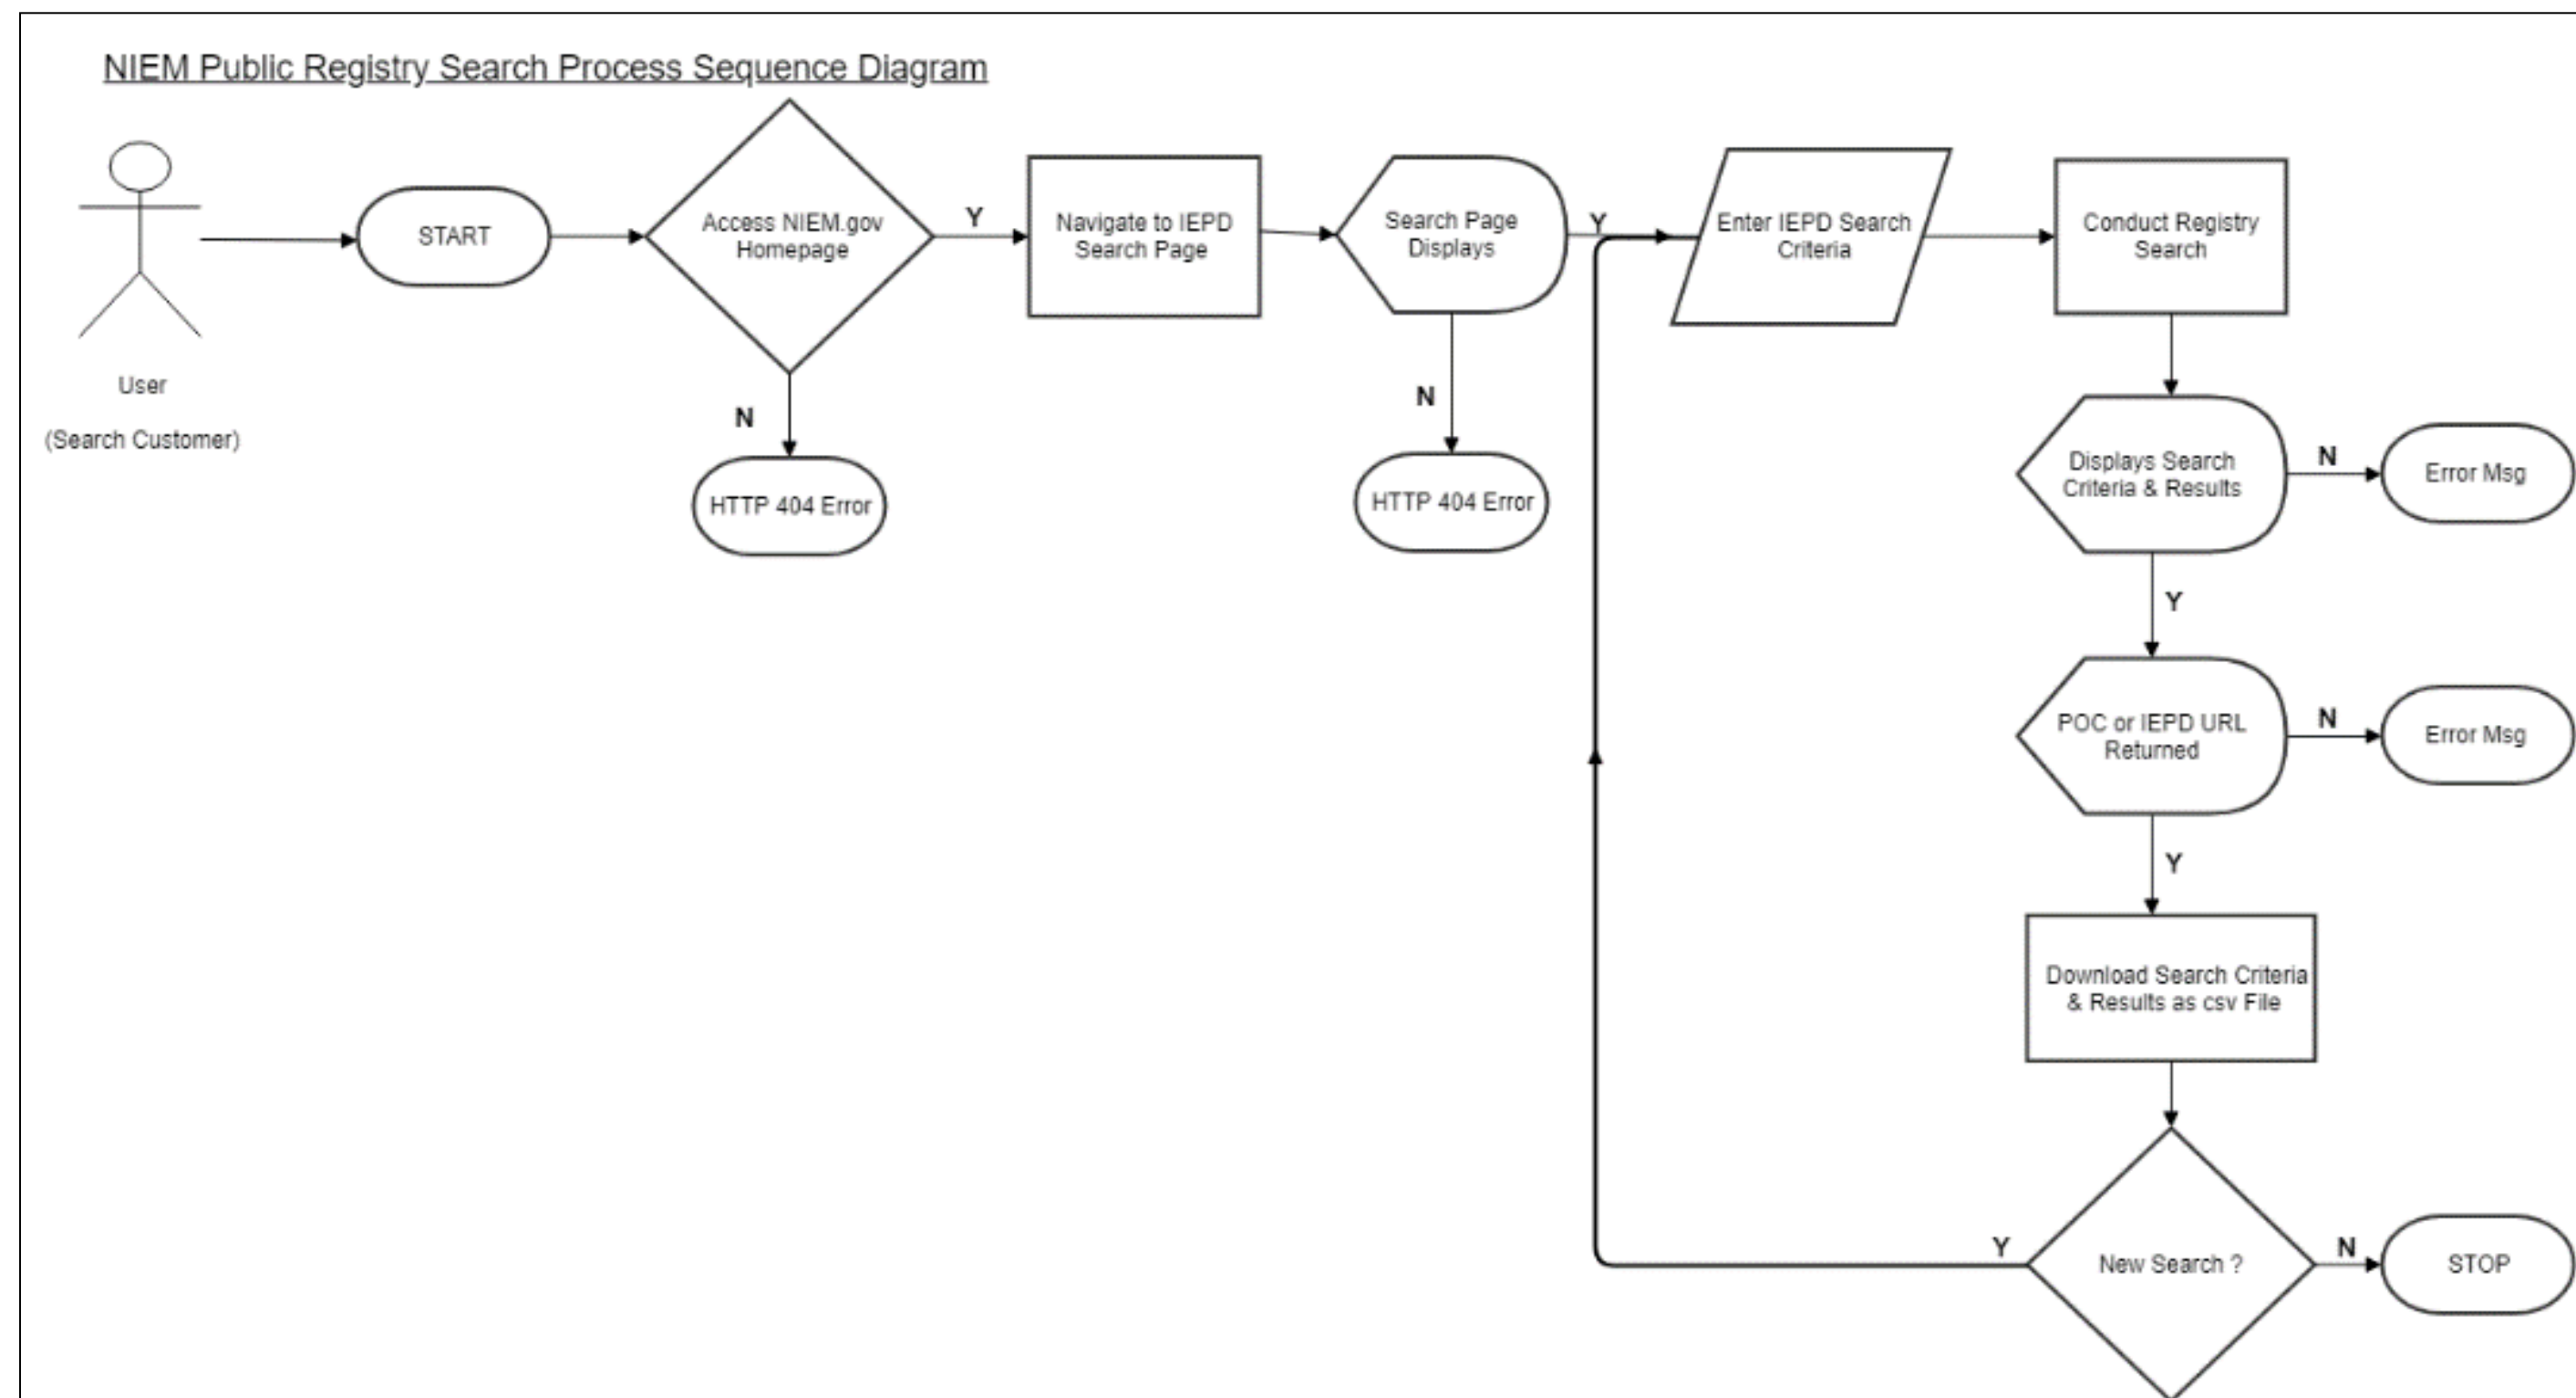 NIEM Public Registry Search Process Sequence Diagram
User
(Search Customer)
START
Access NIEM.gov
Homepage
Y
N
HTTP 404 Error
Navigate to IEPD
Search Page
Search Page
Displays
Y
N
HTTP 404 Error
Enter IEPD Search
Criteria
Conduct Registry
Search
Displays Search
Criteria & Results
N
Error Msg
Y
POC or IEPD URL
Returned
N
Error Msg
Y
Download Search Criteria
& Results as csv File
New Search ?
Y
N
STOP